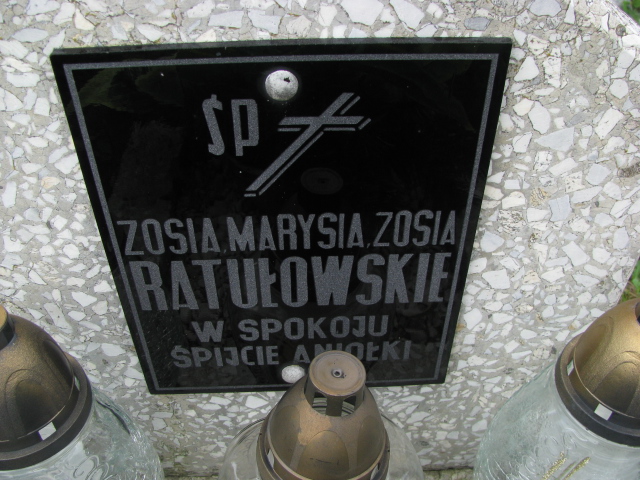 ŚP
ZOSIA, MARYSIA, ZOSIA
RATUŁOWSKIE
W SPOKOJU
ŚPIJCIE ANIOŁKI